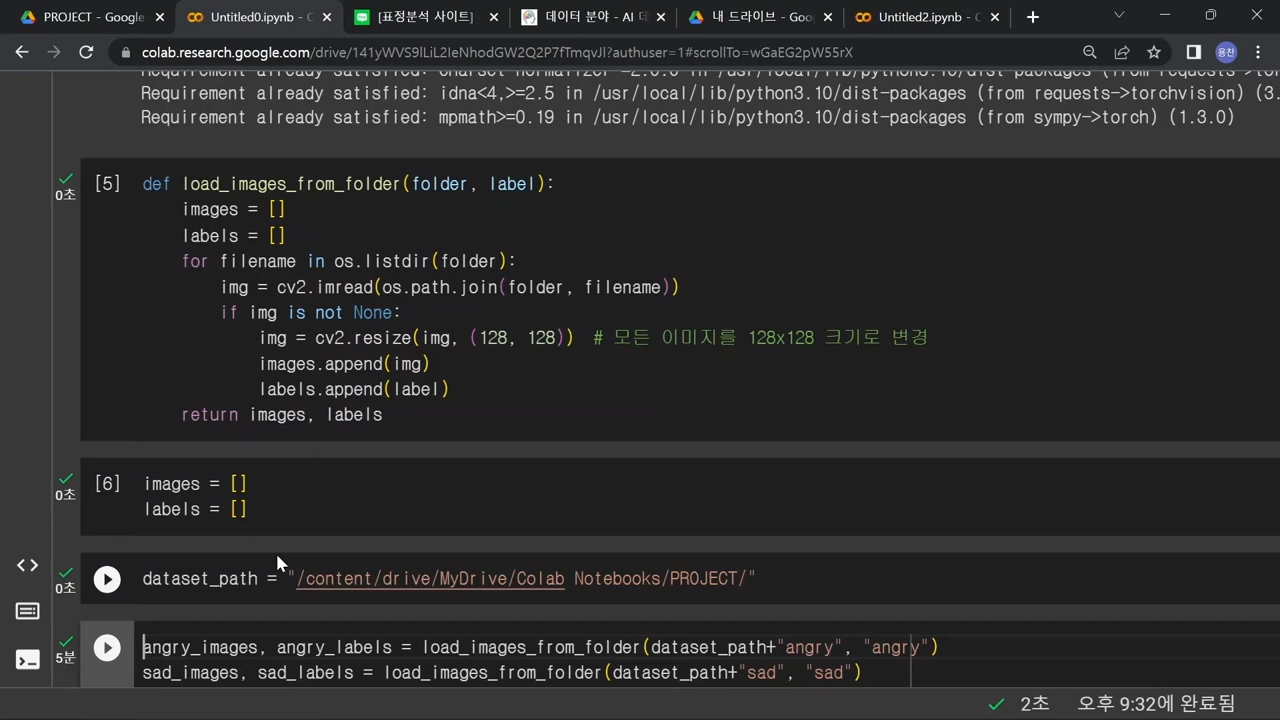 PROJECT - Google
Untitled0.ipynb - C
[표정분석 사이트]
데이터 분야 - AI 데
내 드라이브 - Goo
Untitled2.ipynb - C
colab.research.google.com/drive/141yWVS9lLiL2IeNhodGW2Q2P7fTmqvJl?authuser=1#scrollTo=wGaEG2pW55rX
용찬
Requirement already satisfied: idna<4,>=2.5 in /usr/local/lib/python3.10/dist-packages (from requests->torchvision) (3.
Requirement already satisfied: mpmath>=0.19 in /usr/local/lib/python3.10/dist-packages (from sympy->torch) (1.3.0)
0초
[5]
def load_images_from_folder(folder, label):
images = []
labels = []
for filename in os.listdir(folder):
img = cv2.imread(os.path.join(folder, filename))
if img is not None:
img = cv2.resize(img, (128, 128)) # 모든 이미지를 128x128 크기로 변경
images.append(img)
labels.append(label)
return images, labels
0초
[6]
images = []
labels = []
0초
dataset_path = "/content/drive/MyDrive/Colab Notebooks/PROJECT/"
5분
angry_images, angry_labels = load_images_from_folder(dataset_path+"angry", "angry")
sad_images, sad_labels = load_images_from_folder(dataset_path+"sad", "sad")
2초 오후 9:32에 완료됨